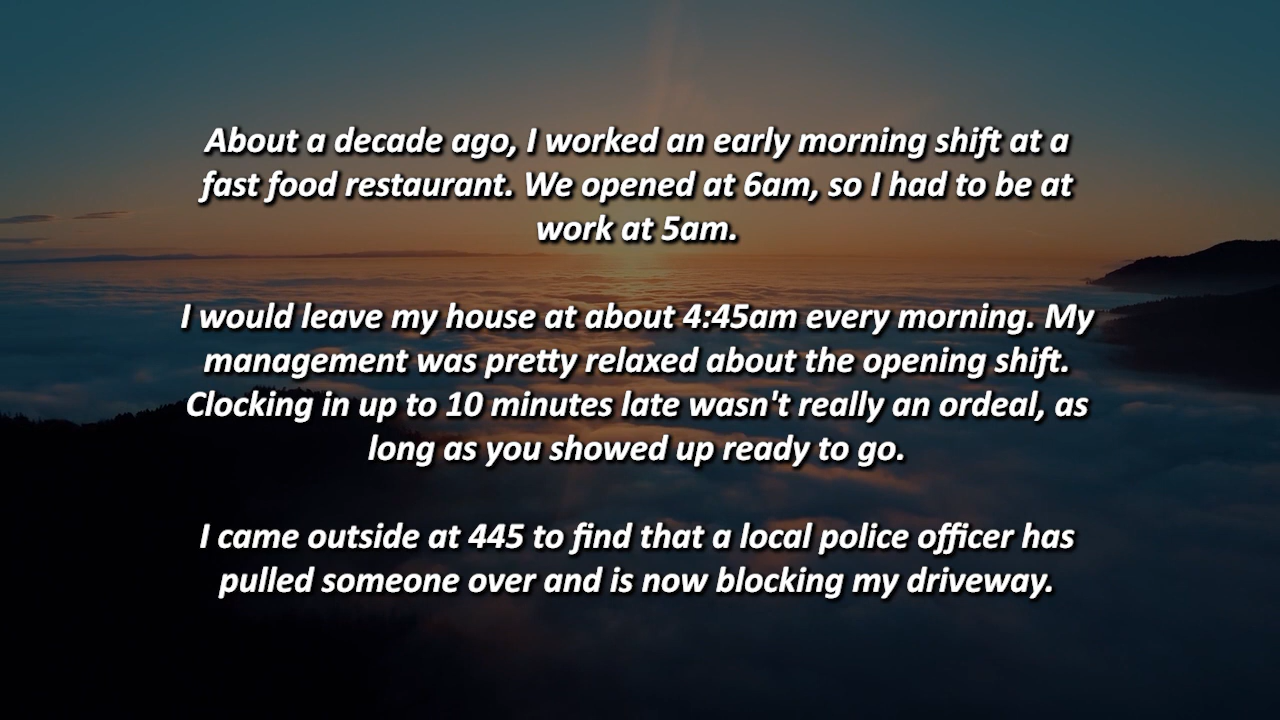 About a decade ago, I worked an early morning shift at a
fast food restaurant. We opened at 6am, so I had to be at
work at 5am.
I would leave my house at about 4:45am every morning. My
management was pretty relaxed about the opening shift.
Clocking in up to 10 minutes late wasn't really an ordeal, as
long as you showed up ready to go.
I came outside at 445 to find that a local police officer has
pulled someone over and is now blocking my driveway.